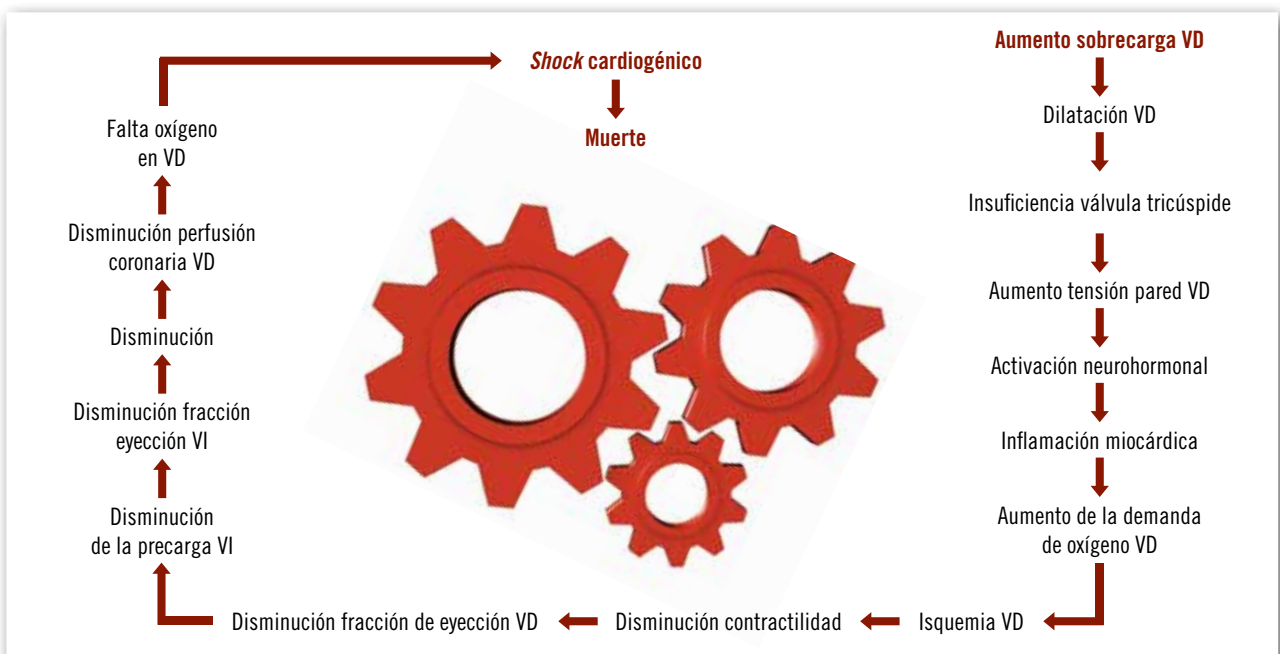 Aumento sobrecarga VD
Dilatación VD
Insuficiencia válvula tricúspide
Aumento tensión pared VD
Activación neurohormonal
Inflamación miocárdica
Aumento de la demanda
de oxígeno VD
Isquemia VD
Disminución contractilidad
Disminución fracción de eyección VD
Disminución
de la precarga VI
Disminución fracción
eyección VI
Disminución
Disminución perfusión
coronaria VD
Falta oxígeno
en VD
Shock cardiogénico
Muerte